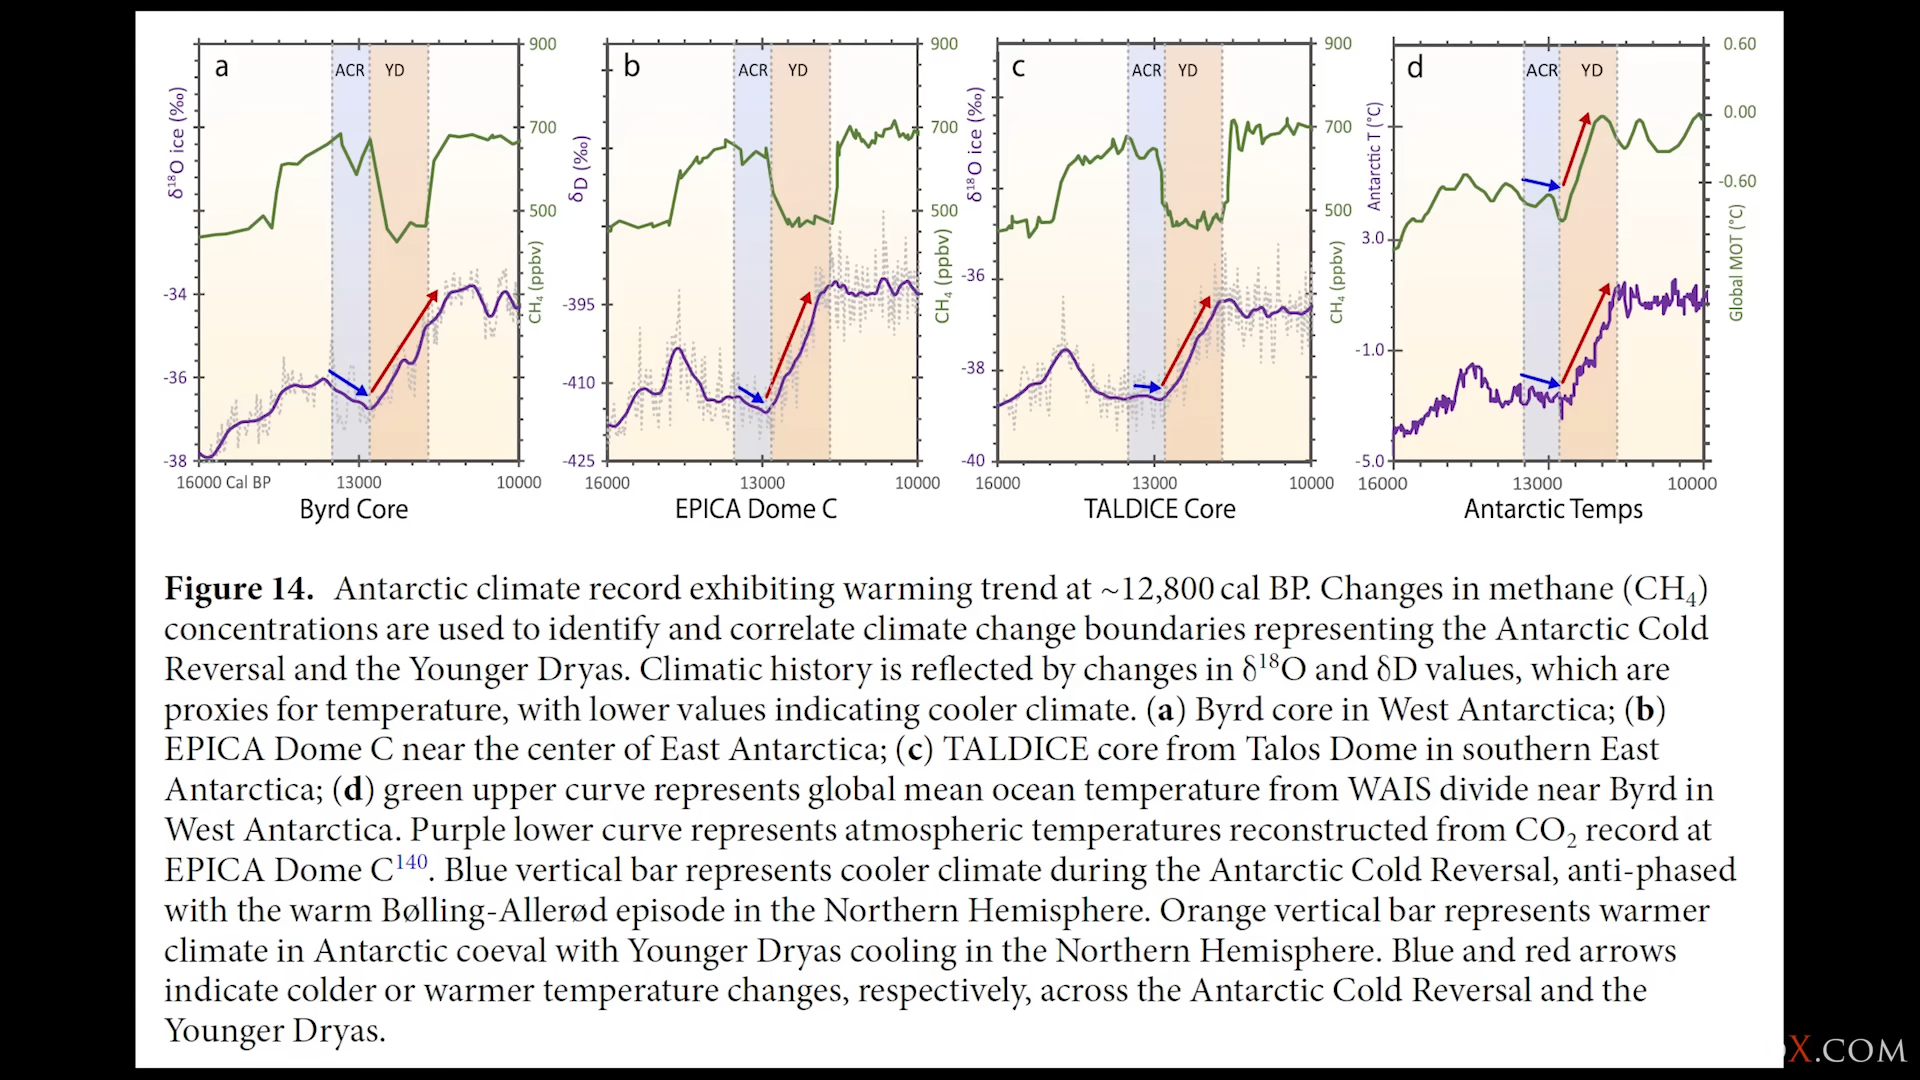 a
ACR
YD
900
700
500
CH4 (ppbv)
δ18O ice (‰)
-34
-36
-38
16000 Cal BP
13000
10000
Byrd Core
b
ACR
YD
900
700
500
CH4 (ppbv)
δD (‰)
-395
-410
-425
16000
13000
10000
EPICA Dome C
c
ACR
YD
900
700
500
CH4 (ppbv)
δ18O ice (‰)
-36
-38
-40
16000
13000
10000
TALDICE Core
d
ACR
YD
0.60
0.00
-0.60
Global MOT (°C)
Antarctic T (°C)
3.0
-1.0
-5.0
16000
13000
10000
Antarctic Temps
Figure 14. Antarctic climate record exhibiting warming trend at ~12,800 cal BP. Changes in methane (CH4)
concentrations are used to identify and correlate climate change boundaries representing the Antarctic Cold
Reversal and the Younger Dryas. Climatic history is reflected by changes in δ18O and δD values, which are
proxies for temperature, with lower values indicating cooler climate. (a) Byrd core in West Antarctica; (b)
EPICA Dome C near the center of East Antarctica; (c) TALDICE core from Talos Dome in southern East
Antarctica; (d) green upper curve represents global mean ocean temperature from WAIS divide near Byrd in
West Antarctica. Purple lower curve represents atmospheric temperatures reconstructed from CO2 record at
EPICA Dome C140. Blue vertical bar represents cooler climate during the Antarctic Cold Reversal, anti-phased
with the warm Bølling-Allerød episode in the Northern Hemisphere. Orange vertical bar represents warmer
climate in Antarctic coeval with Younger Dryas cooling in the Northern Hemisphere. Blue and red arrows
indicate colder or warmer temperature changes, respectively, across the Antarctic Cold Reversal and the
Younger Dryas.
X.COM